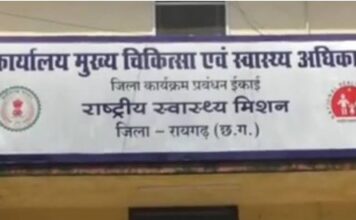 कार्यालय मुख्य चिकित्सा एवं स्वास्थ्य अधिका
जिला कार्यक्रम प्रबंधन ईकाई
राष्ट्रीय स्वास्थ्य मिशन
जिला – रायगढ़ (छ.ग.)